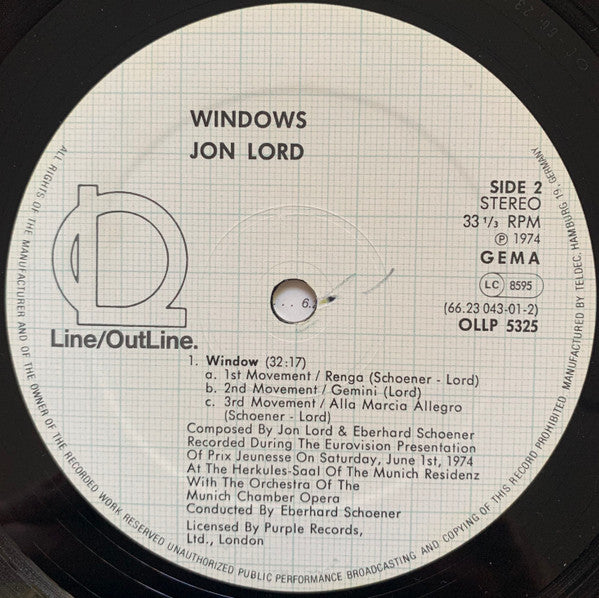 WINDOWS
JON LORD
SIDE 2
STEREO
33 1/3 RPM
℗ 1974
GEMA
LC 8595
(66.23 043-01-2)
OLLP 5325
Line/OutLine.
1. Window (32:17)
a. 1st Movement / Renga (Schoener - Lord)
b. 2nd Movement / Gemini (Lord)
c. 3rd Movement / Alla Marcia Allegro
(Schoener - Lord)
Composed By Jon Lord & Eberhard Schoener
Recorded During The Eurovision Presentation
Of Prix Jeunesse On Saturday, June 1st, 1974
At The Herkules-Saal Of The Munich Residenz
With The Orchestra Of The
Munich Chamber Opera
Conducted By Eberhard Schoener
Licensed By Purple Records,
Ltd., London
ALL RIGHTS OF THE MANUFACTURER AND OF THE OWNER OF THE RECORDED WORK RESERVED UNAUTHORIZED PUBLIC PERFORMANCE BROADCASTING AND COPYING OF THIS RECORD PROHIBITED. MANUFACTURED BY TELDEC, HAMBURG 19, GERMANY